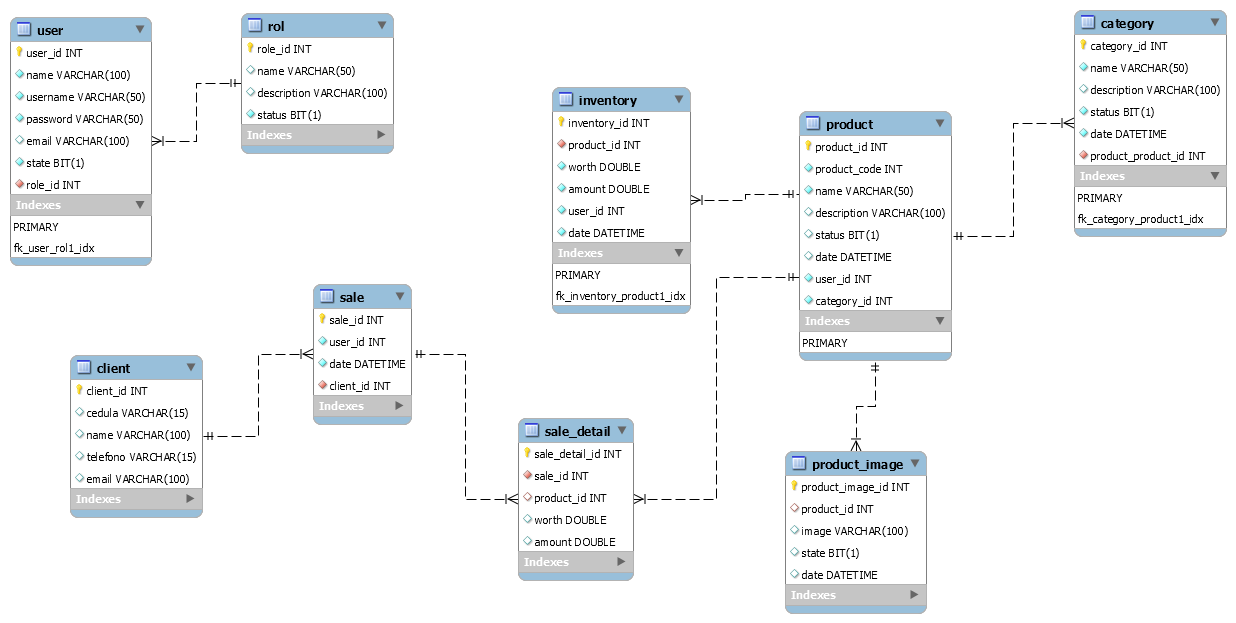 user
user_id INT
name VARCHAR(100)
username VARCHAR(50)
password VARCHAR(50)
email VARCHAR(100)
state BIT(1)
role_id INT
Indexes
PRIMARY
fk_user_rol1_idx
rol
role_id INT
name VARCHAR(50)
description VARCHAR(100)
status BIT(1)
Indexes
inventory
inventory_id INT
product_id INT
worth DOUBLE
amount DOUBLE
user_id INT
date DATETIME
Indexes
PRIMARY
fk_inventory_product1_idx
product
product_id INT
product_code INT
name VARCHAR(50)
description VARCHAR(100)
status BIT(1)
date DATETIME
user_id INT
category_id INT
Indexes
PRIMARY
category
category_id INT
name VARCHAR(50)
description VARCHAR(100)
status BIT(1)
date DATETIME
product_product_id INT
Indexes
PRIMARY
fk_category_product1_idx
client
client_id INT
cedula VARCHAR(15)
name VARCHAR(100)
telefono VARCHAR(15)
email VARCHAR(100)
Indexes
sale
sale_id INT
user_id INT
date DATETIME
client_id INT
Indexes
sale_detail
sale_detail_id INT
sale_id INT
product_id INT
worth DOUBLE
amount DOUBLE
Indexes
product_image
product_image_id INT
product_id INT
image VARCHAR(100)
state BIT(1)
date DATETIME
Indexes